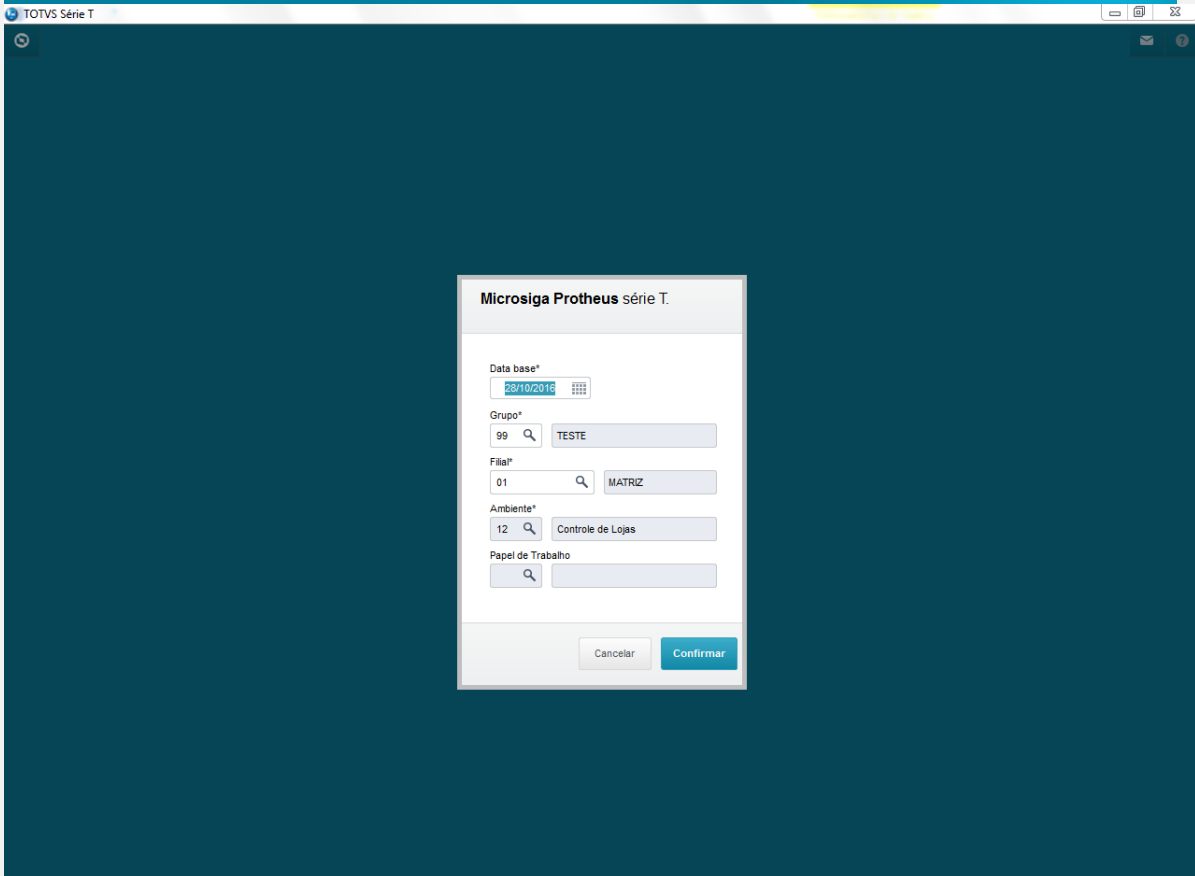 TOTVS Série T
Microsiga Protheus série T.
Data base*
28/10/2016
Grupo*
99 TESTE
Filial*
01 MATRIZ
Ambiente*
12 Controle de Lojas
Papel de Trabalho
Cancelar Confirmar